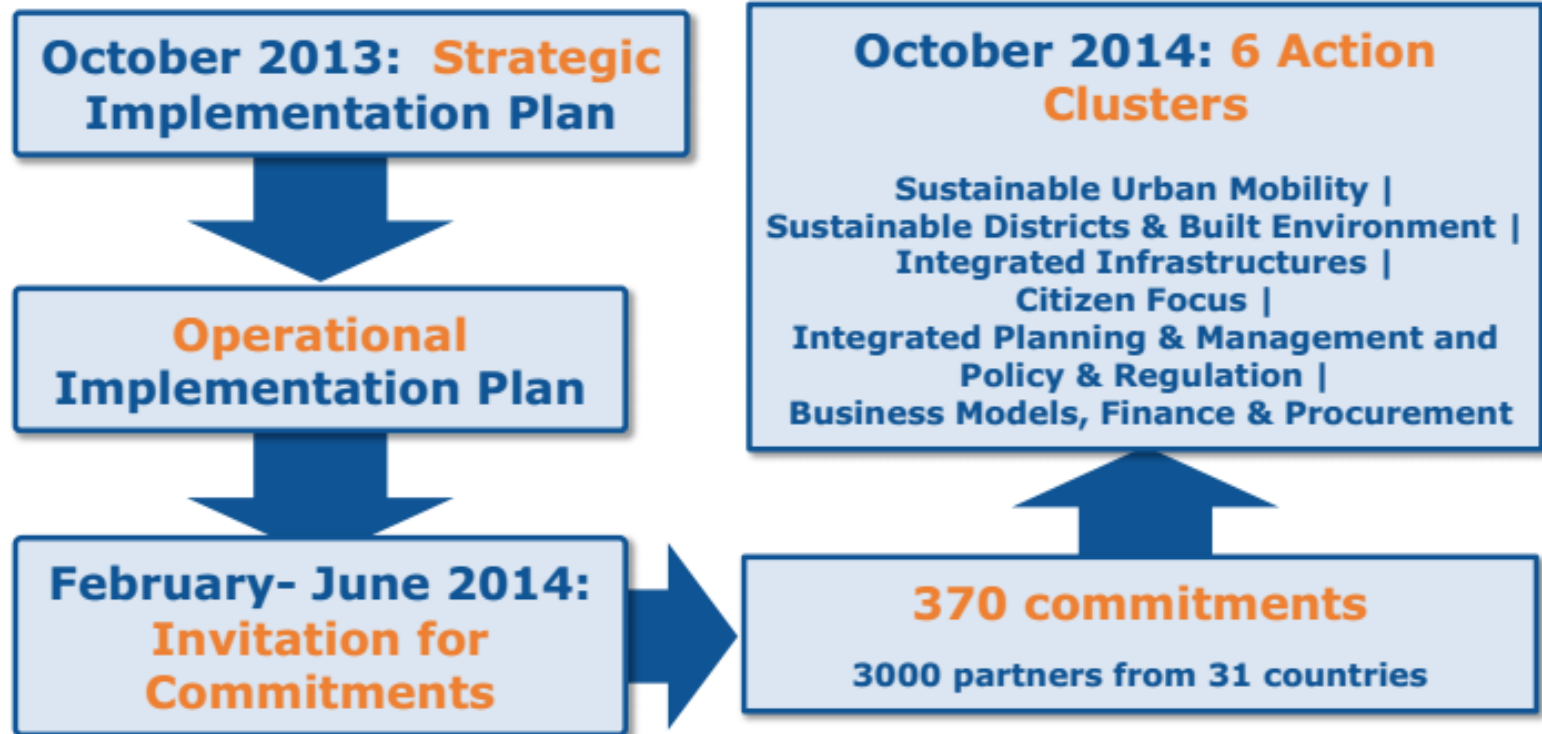 October 2013: Strategic
Implementation Plan
Operational
Implementation Plan
February- June 2014:
Invitation for
Commitments
370 commitments
3000 partners from 31 countries
October 2014: 6 Action
Clusters
Sustainable Urban Mobility |
Sustainable Districts & Built Environment |
Integrated Infrastructures |
Citizen Focus |
Integrated Planning & Management and
Policy & Regulation |
Business Models, Finance & Procurement